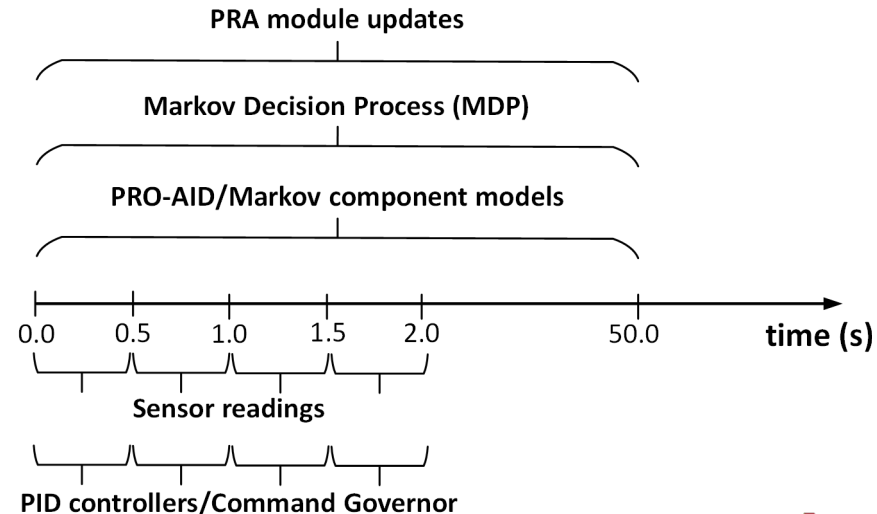 PRA module updates
Markov Decision Process (MDP)
PRO-AID/Markov component models
0.0 0.5 1.0 1.5 2.0 50.0 time (s)
Sensor readings
PID controllers/Command Governor